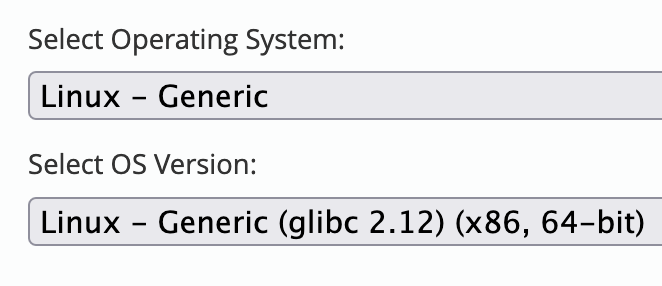 Select Operating System:
Linux – Generic
Select OS Version:
Linux – Generic (glibc 2.12) (x86, 64-bit)